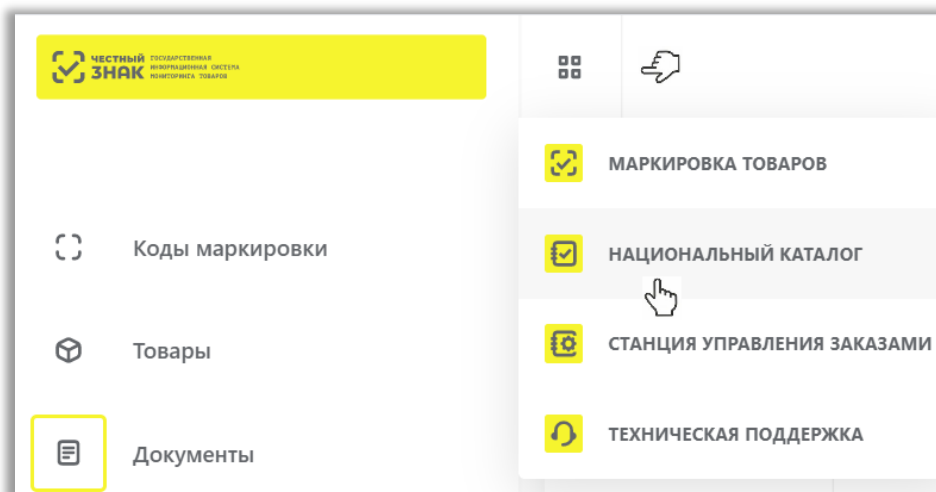 ЧЕСТНЫЙ
ЗНАК
ГОСУДАРСТВЕННАЯ
ИНФОРМАЦИОННАЯ СИСТЕМА
МОНИТОРИНГА ТОВАРОВ
МАРКИРОВКА ТОВАРОВ
Коды маркировки
НАЦИОНАЛЬНЫЙ КАТАЛОГ
Товары
СТАНЦИЯ УПРАВЛЕНИЯ ЗАКАЗАМИ
Документы
ТЕХНИЧЕСКАЯ ПОДДЕРЖКА